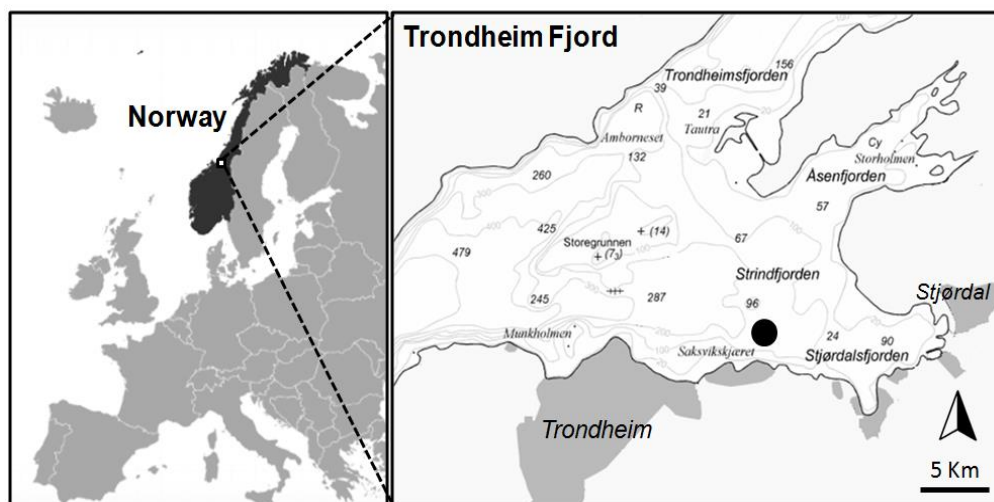 Norway
Trondheim Fjord
156
Trondheimsfjorden
39
R
21
Tautra
Amborneset
132
Cy
Storholmen
Åsenfjorden
260
57
425
+ (14)
Storegrunnen
+ (7₃)
67
479
Strindfjorden
Stjørdal
245
+++
287
96
Munkholmen
24
90
Saksvikskjæret
Stjørdalsfjorden
Trondheim
5 Km